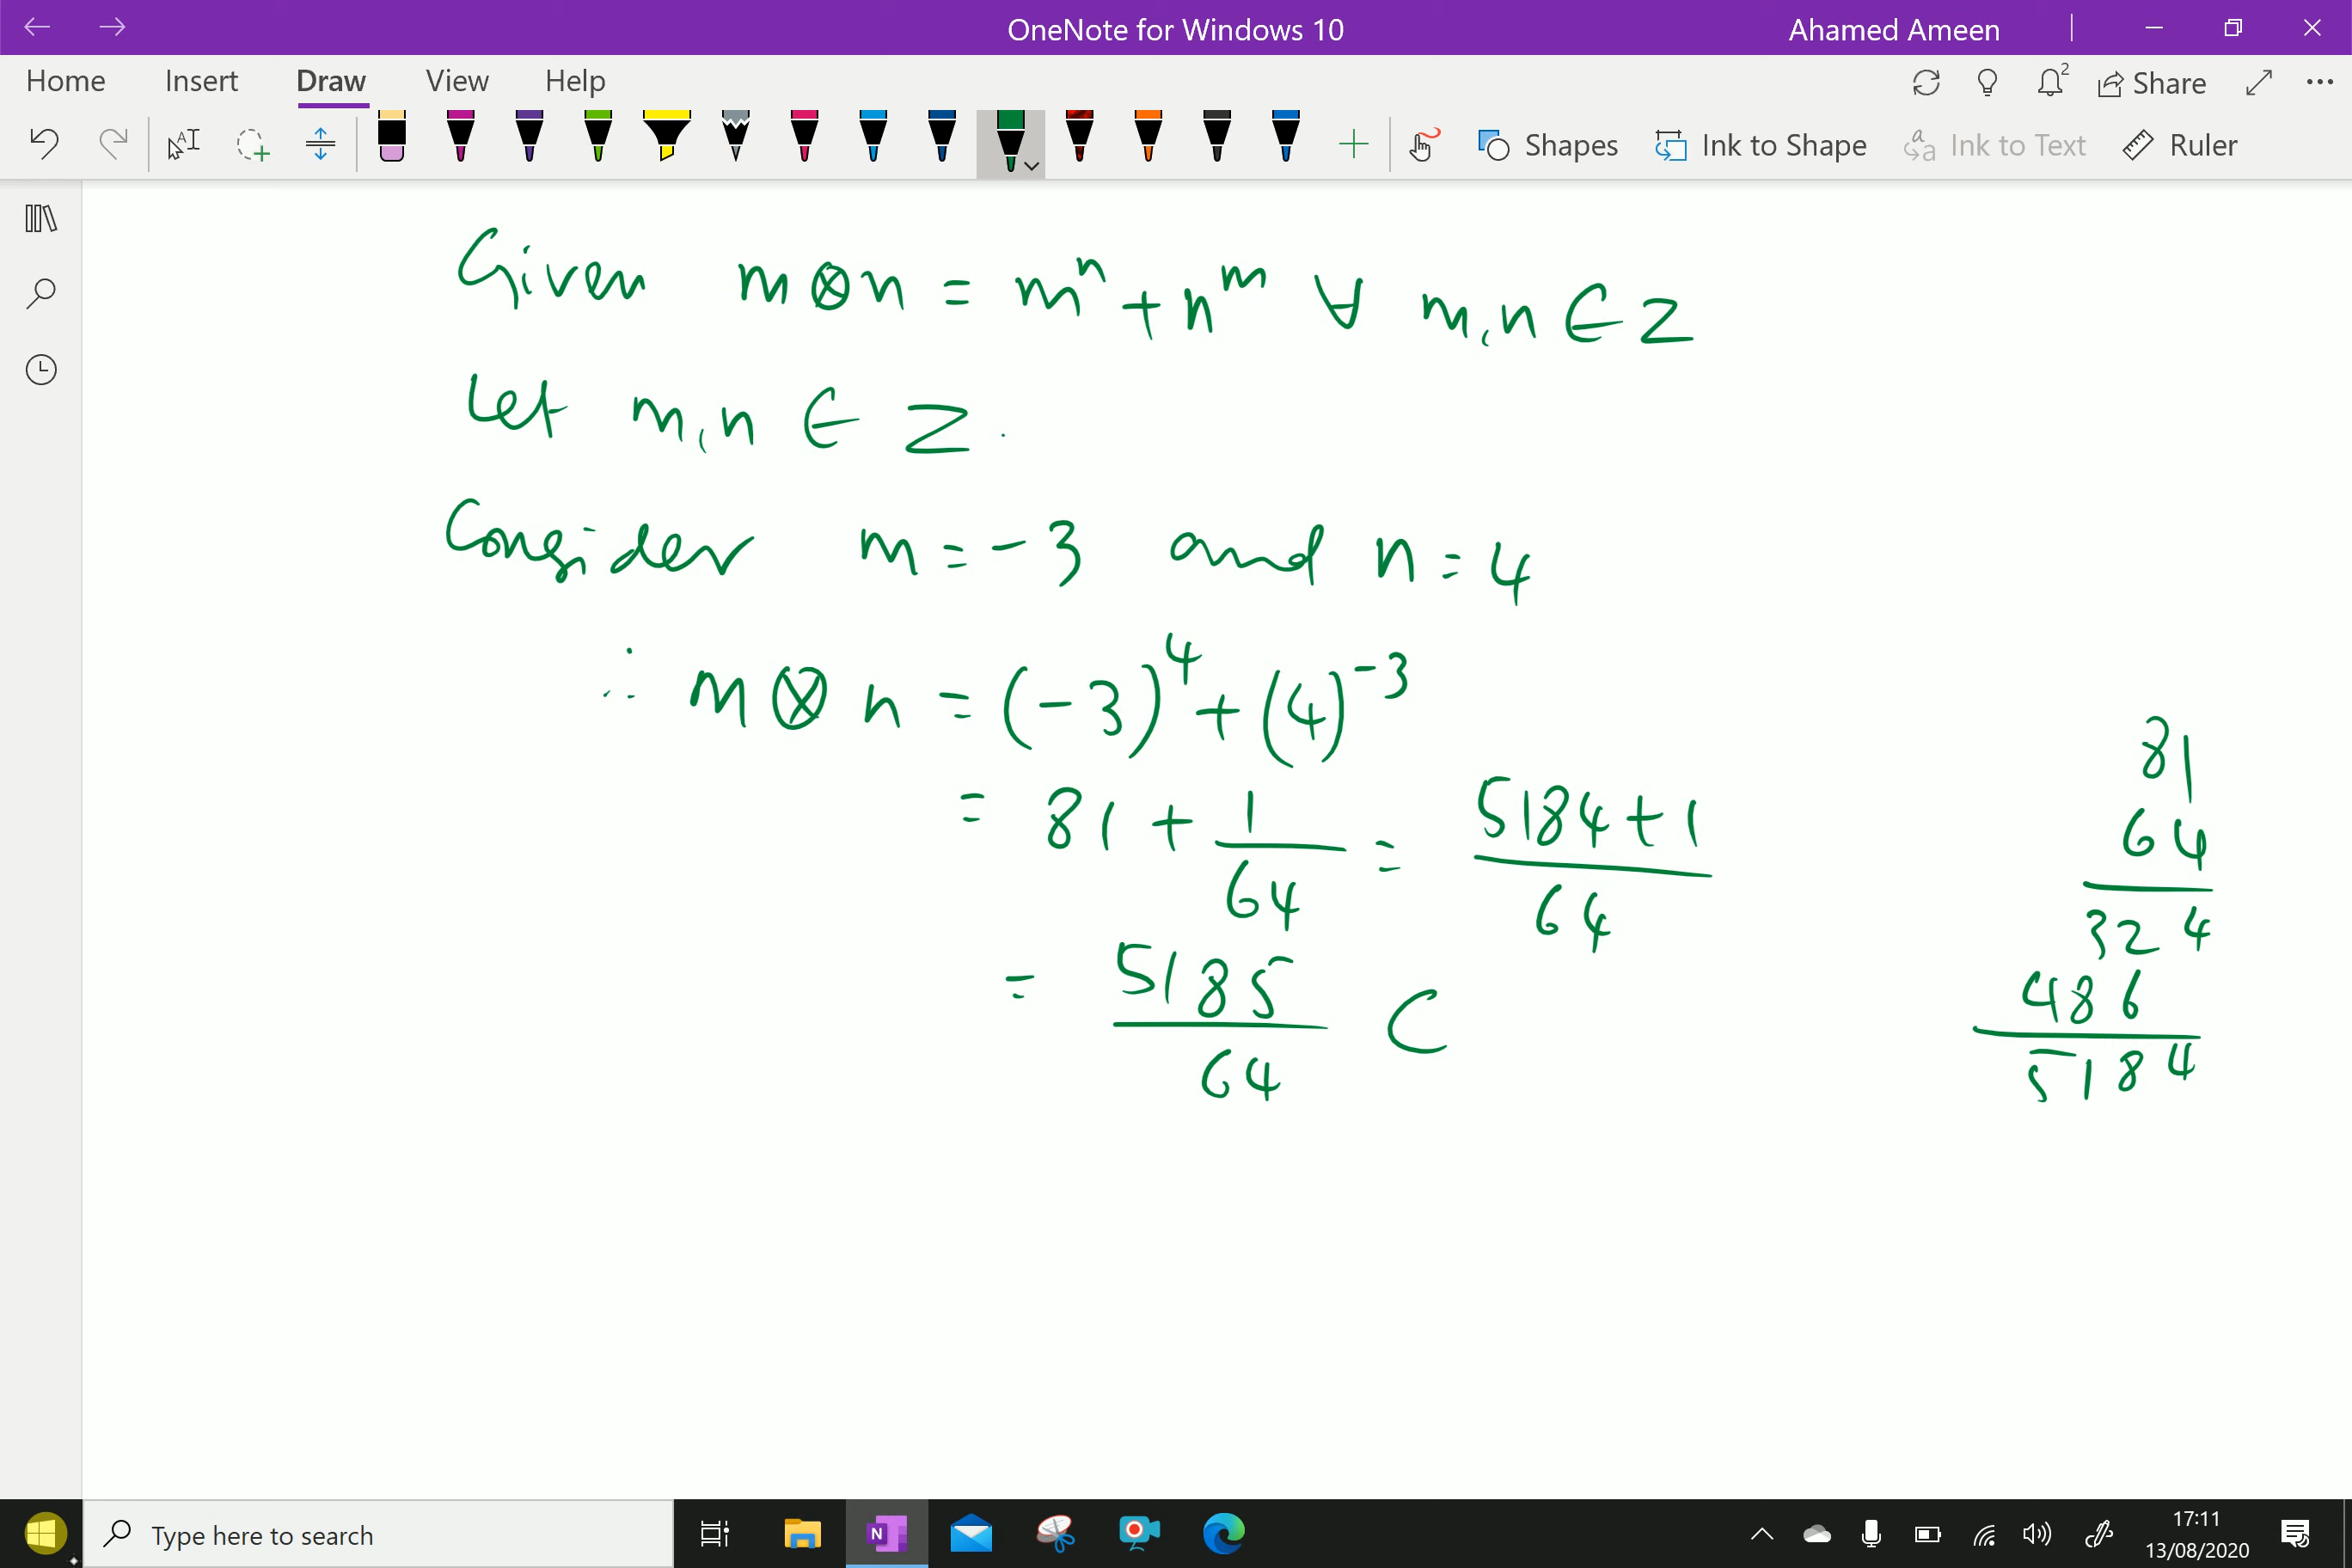 OneNote for Windows 10
Ahamed Ameen
Home Insert Draw View Help
2 Share
Shapes Ink to Shape Ink to Text Ruler
Given m ⊗ n = m^n + n^m ∀ m, n ∈ Z
Let m, n ∈ Z.
Consider m = -3 and n = 4
∴ m ⊗ n = (-3)^4 + (4)^-3
= 81 + 1/64 = 5184 + 1/64
= 5185/64 C
81
64
324
486
5184
Type here to search
N
17:11
13/08/2020